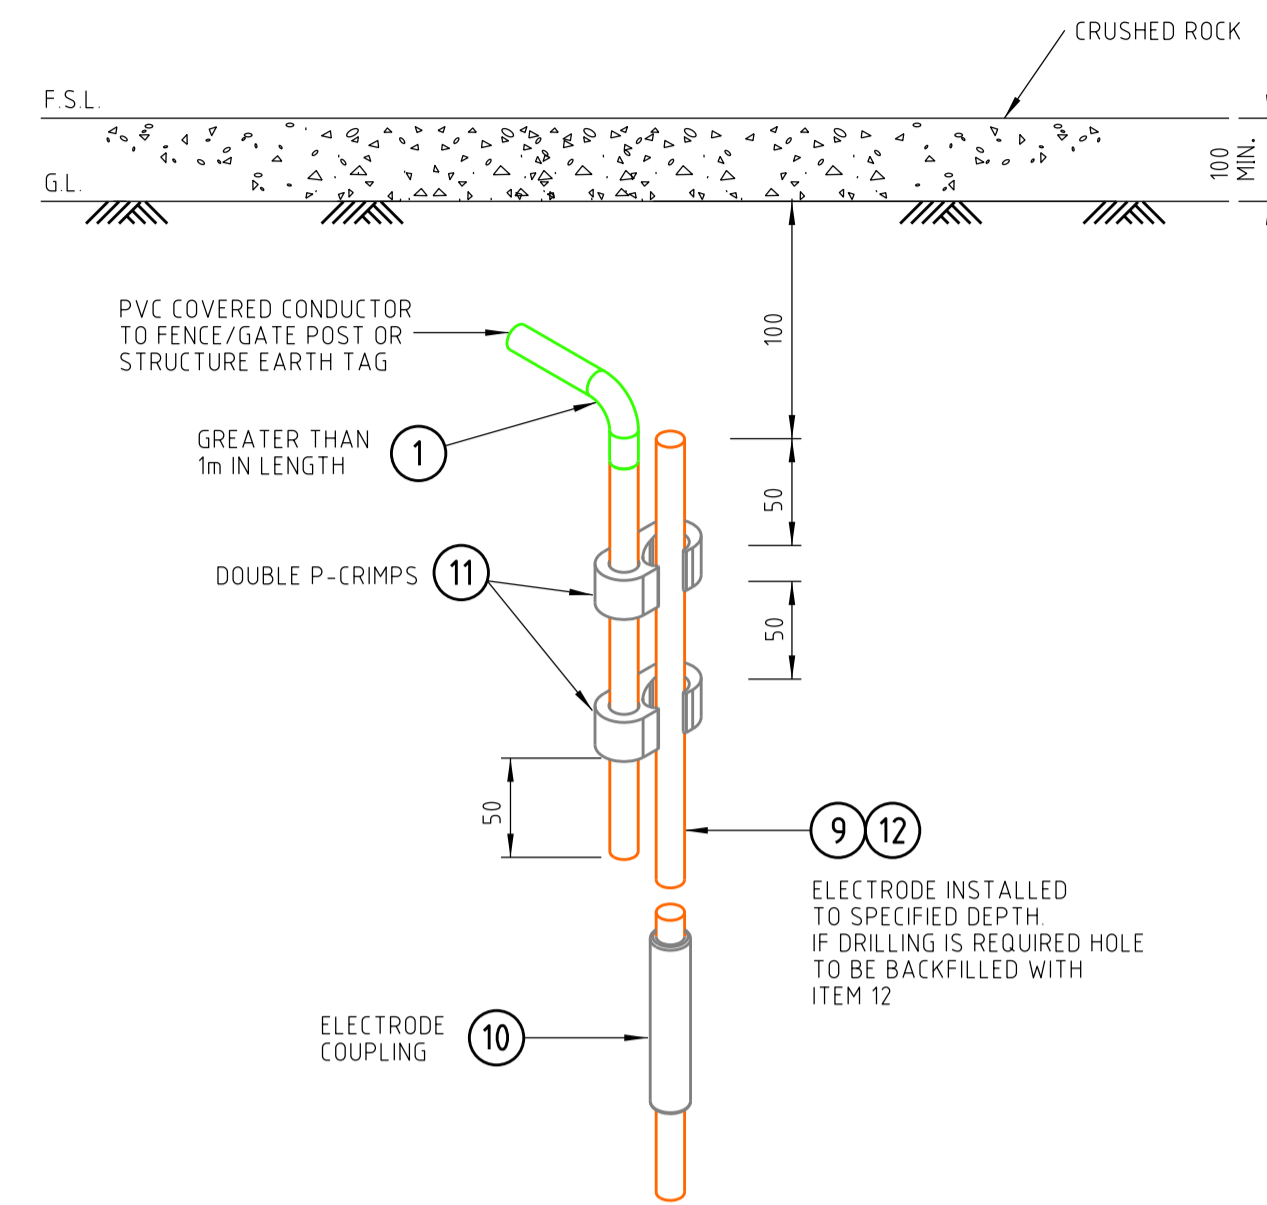 CRUSHED ROCK
F.S.L.
G.L.
100
MIN.
PVC COVERED CONDUCTOR
TO FENCE/GATE POST OR
STRUCTURE EARTH TAG
100
GREATER THAN
1m IN LENGTH
1
50
DOUBLE P-CRIMPS
11
50
50
9 12
ELECTRODE INSTALLED
TO SPECIFIED DEPTH.
IF DRILLING IS REQUIRED HOLE
TO BE BACKFILLED WITH
ITEM 12
ELECTRODE
COUPLING
10